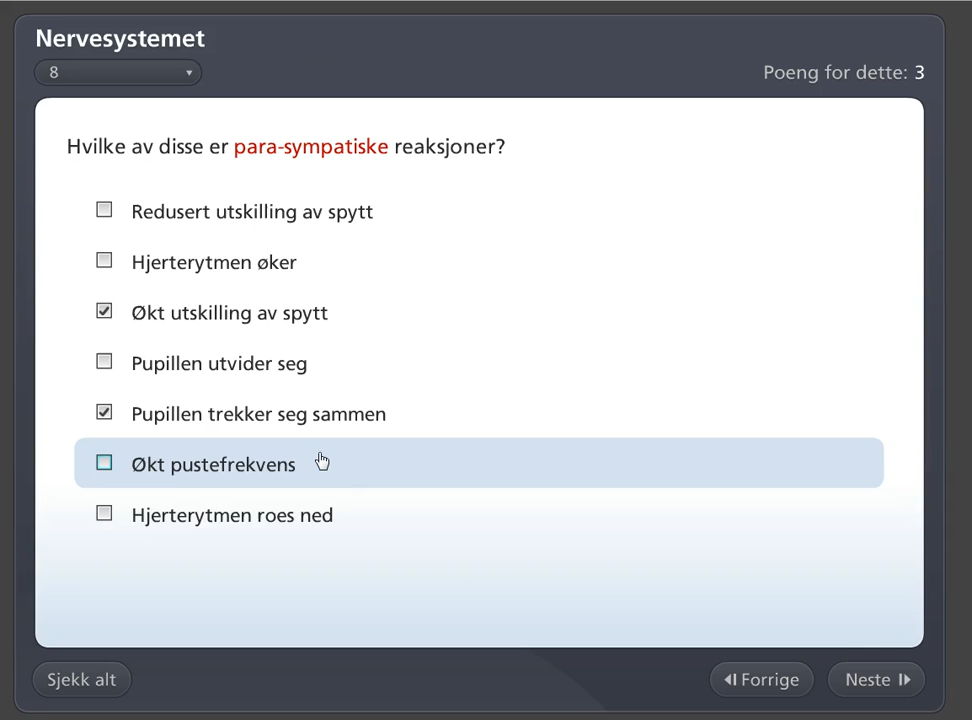 Nervesystemet
8
Poeng for dette: 3
Hvilke av disse er para-sympatiske reaksjoner?
Redusert utskilling av spytt
Hjerterytmen øker
Økt utskilling av spytt
Pupillen utvider seg
Pupillen trekker seg sammen
Økt pustefrekvens
Hjerterytmen roes ned
Sjekk alt
Forrige
Neste